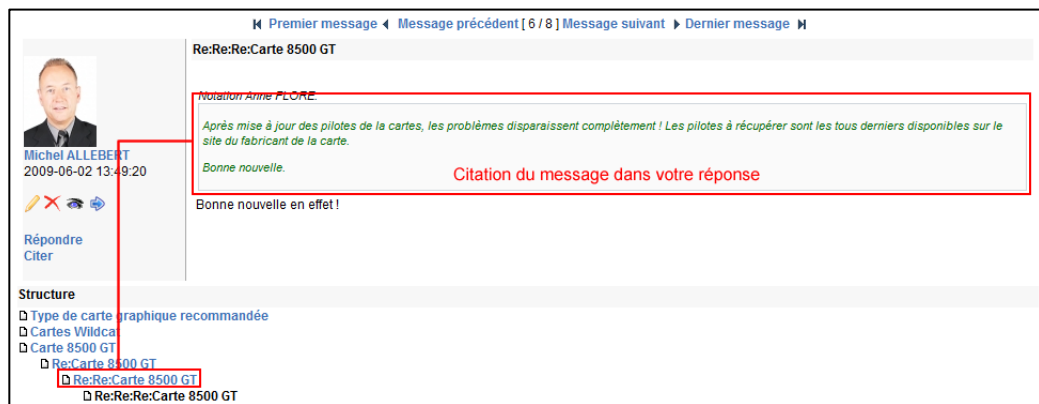 Premier message Message précédent [ 6 / 8 ] Message suivant Dernier message
Re:Re:Re:Carte 8500 GT
Notation Anne FLORE:
Après mise à jour des pilotes de la cartes, les problèmes disparaissent complètement ! Les pilotes à récupérer sont les tous derniers disponibles sur le
site du fabricant de la carte.
Bonne nouvelle.
Citation du message dans votre réponse
Bonne nouvelle en effet !
Michel ALLEBERT
2009-06-02 13:49:20
Répondre
Citer
Structure
Type de carte graphique recommandée
Cartes Wildcat
Carte 8500 GT
Re:Carte 8500 GT
Re:Re:Carte 8500 GT
Re:Re:Re:Carte 8500 GT